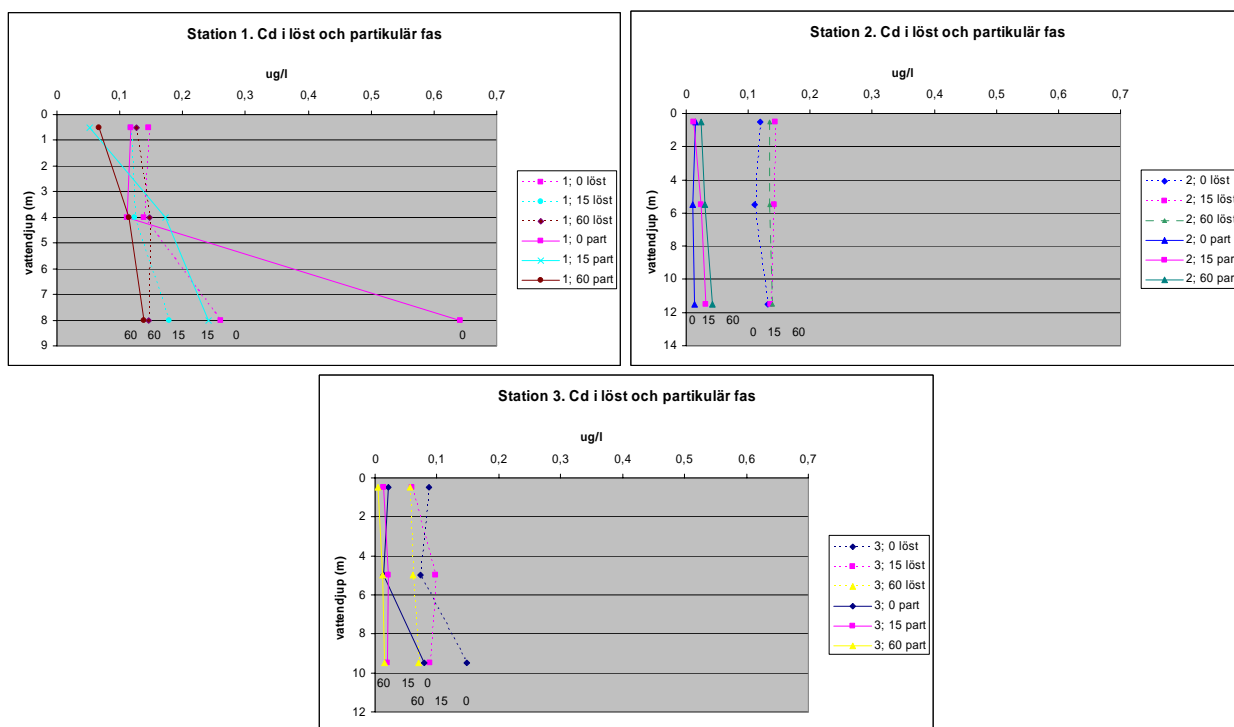 Station 1. Cd i löst och partikulär fas
ug/l
0 0,1 0,2 0,3 0,4 0,5 0,6 0,7
vattendjup (m)
0
1
2
3
4
5
6
7
8
9
60 60 15 15 0 0
1; 0 löst
1; 15 löst
1; 60 löst
1; 0 part
1; 15 part
1; 60 part
Station 2. Cd i löst och partikulär fas
ug/l
0 0,1 0,2 0,3 0,4 0,5 0,6 0,7
vattendjup (m)
0
2
4
6
8
10
12
14
0 15 60
0 15 60
2; 0 löst
2; 15 löst
2; 60 löst
2; 0 part
2; 15 part
2; 60 part
Station 3. Cd i löst och partikulär fas
ug/l
0 0,1 0,2 0,3 0,4 0,5 0,6 0,7
vattendjup (m)
0
2
4
6
8
10
12
60 15 0
60 15 0
3; 0 löst
3; 15 löst
3; 60 löst
3; 0 part
3; 15 part
3; 60 part